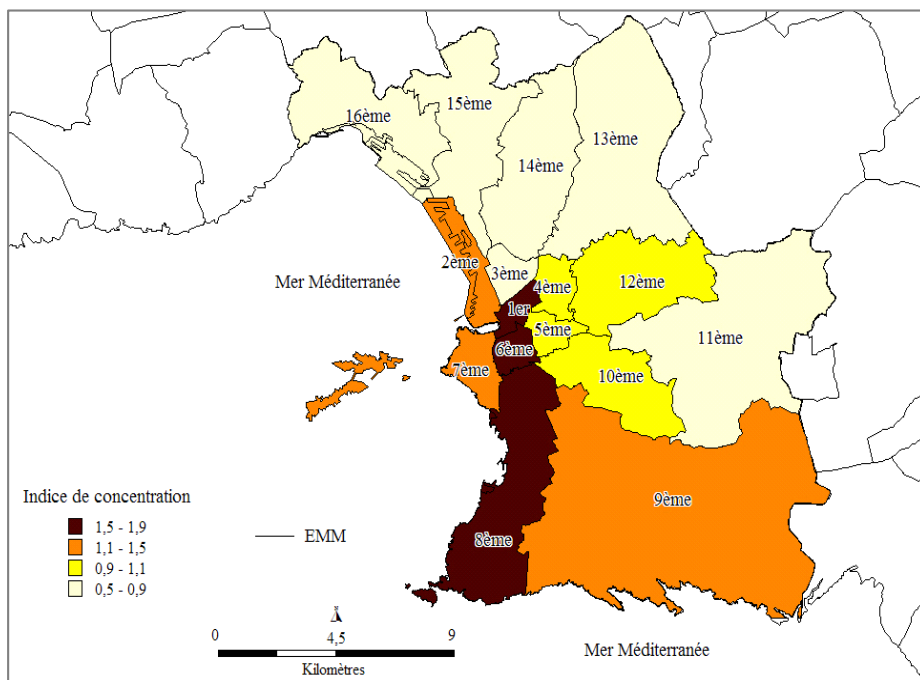 15ème
16ème
13ème
14ème
2ème
3ème
Mer Méditerranée
4ème
12ème
1er
5ème
11ème
6ème
7ème
10ème
Indice de concentration
1,5 - 1,9
1,1 - 1,5
0,9 - 1,1
0,5 - 0,9
EMM
9ème
8ème
N
0 4,5 9
Kilomètres
Mer Méditerranée